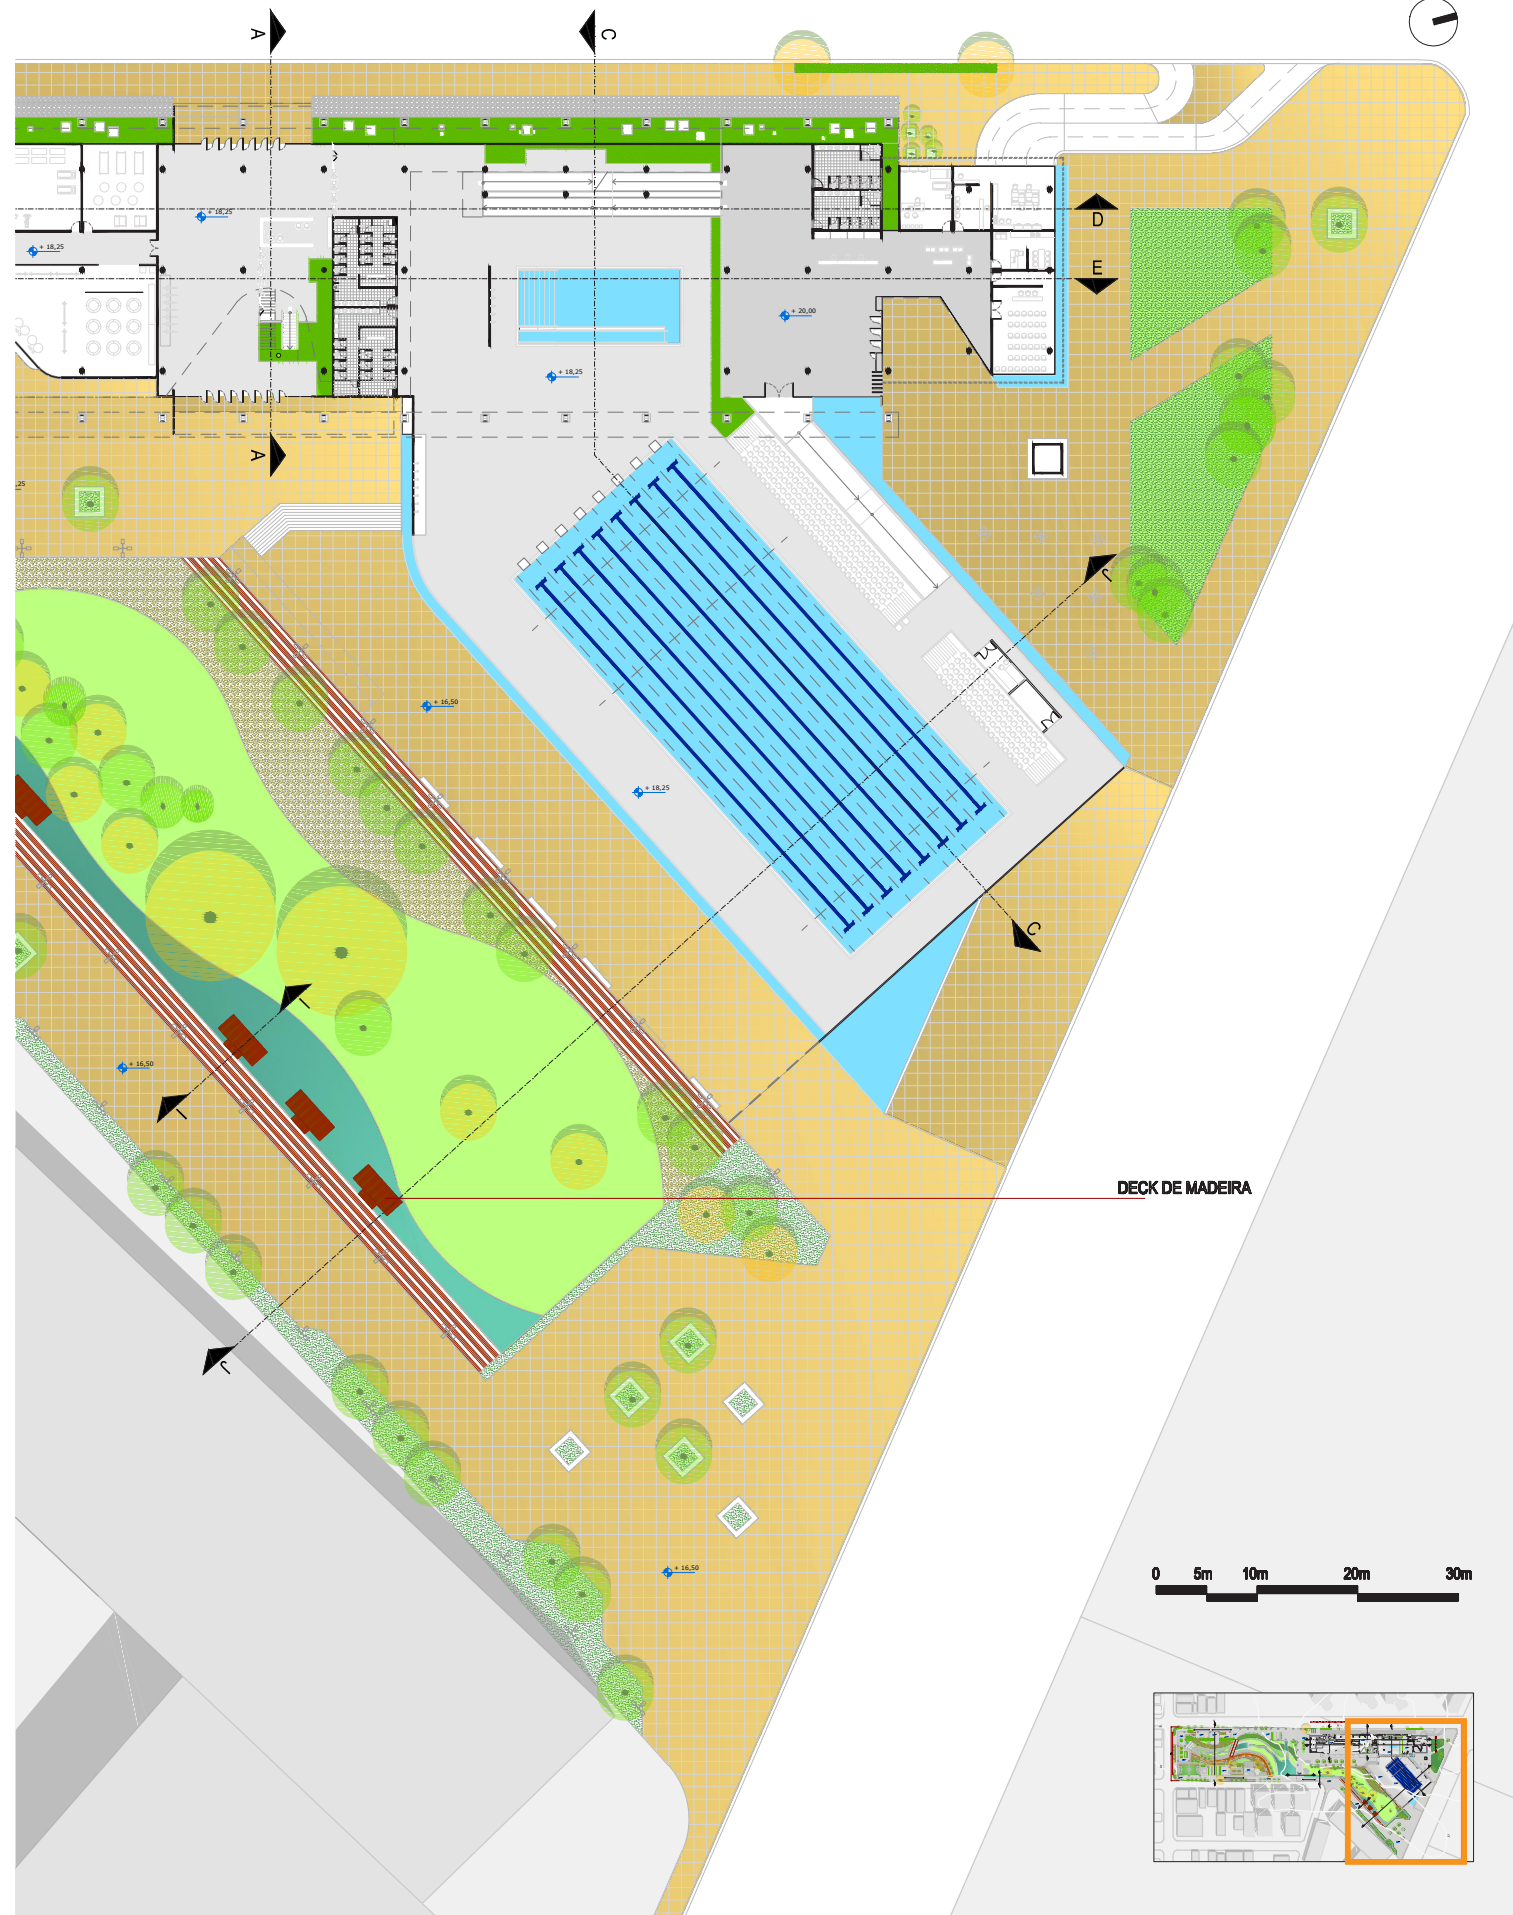 A
C
+ 18,25
+ 18,25
D
E
+ 20,00
+ 18,25
A
,25
J
+ 16,50
+ 18,25
C
I
+ 16,50
I
DECK DE MADEIRA
J
+ 16,50
0 5m 10m 20m 30m